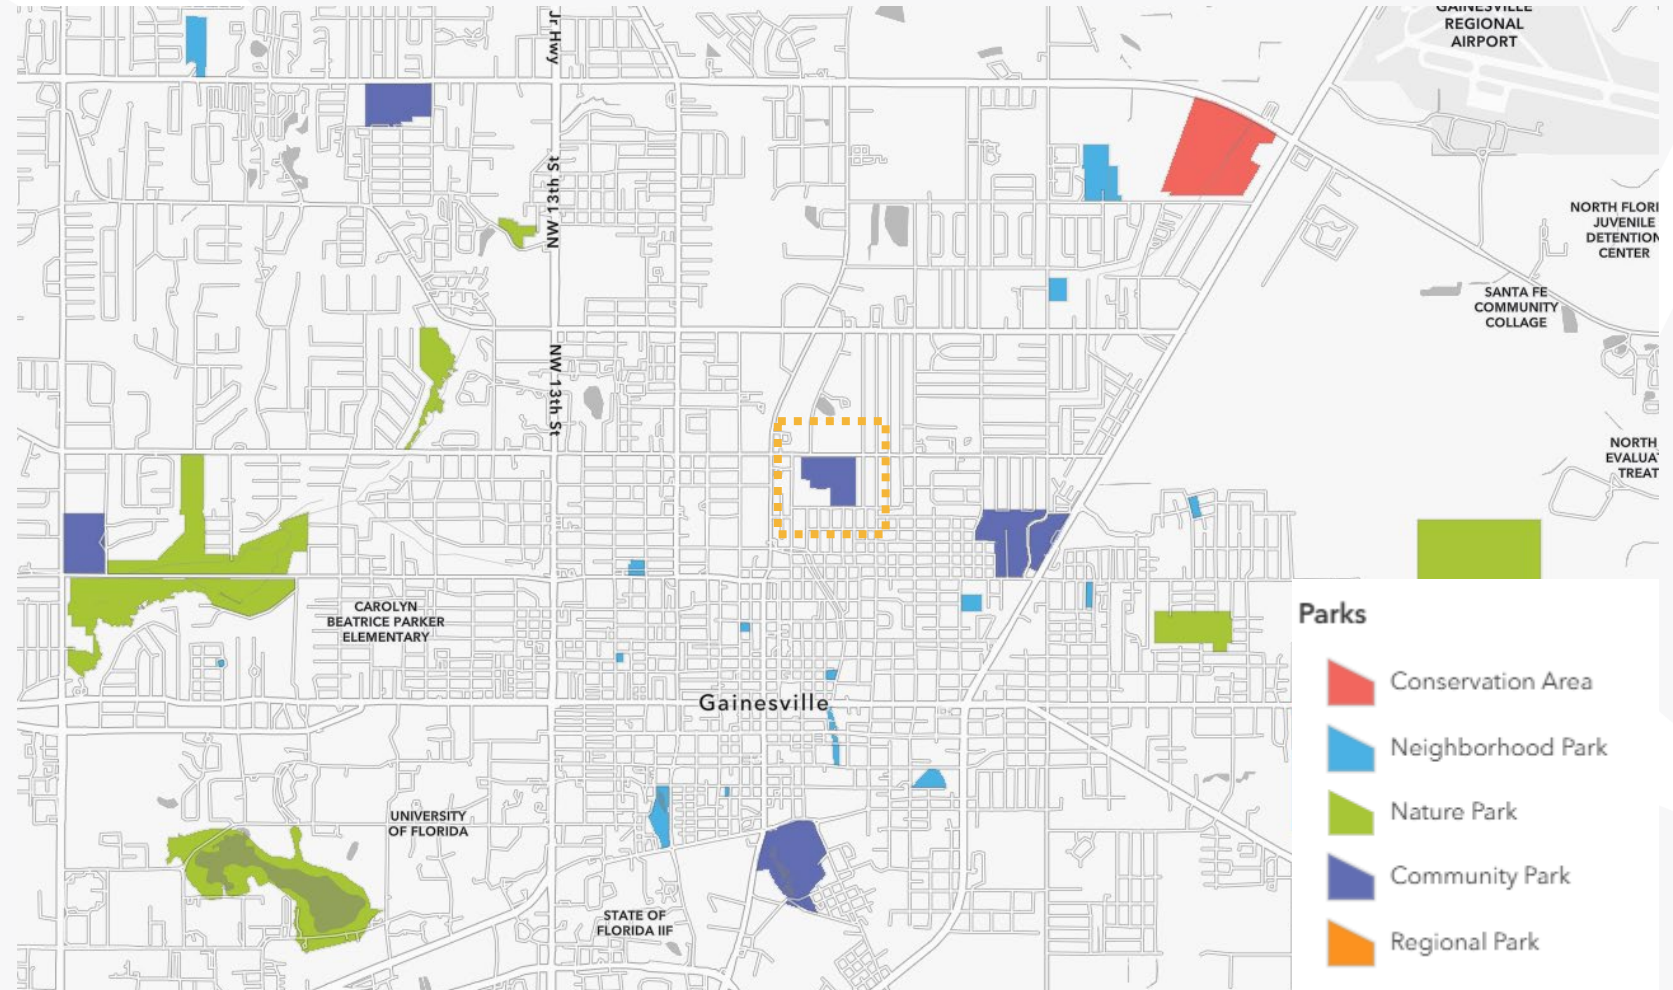 GAINESVILLE
REGIONAL
AIRPORT
Jr Hwy
NW 13th St
NORTH FLORI
JUVENILE
DETENTION
CENTER
SANTA FE
COMMUNITY
COLLAGE
NW 13th St
NORTH
EVALUA
TREAT
CAROLYN
BEATRICE PARKER
ELEMENTARY
Gainesville
UNIVERSITY
OF FLORIDA
STATE OF
FLORIDA IIF
Parks
Conservation Area
Neighborhood Park
Nature Park
Community Park
Regional Park